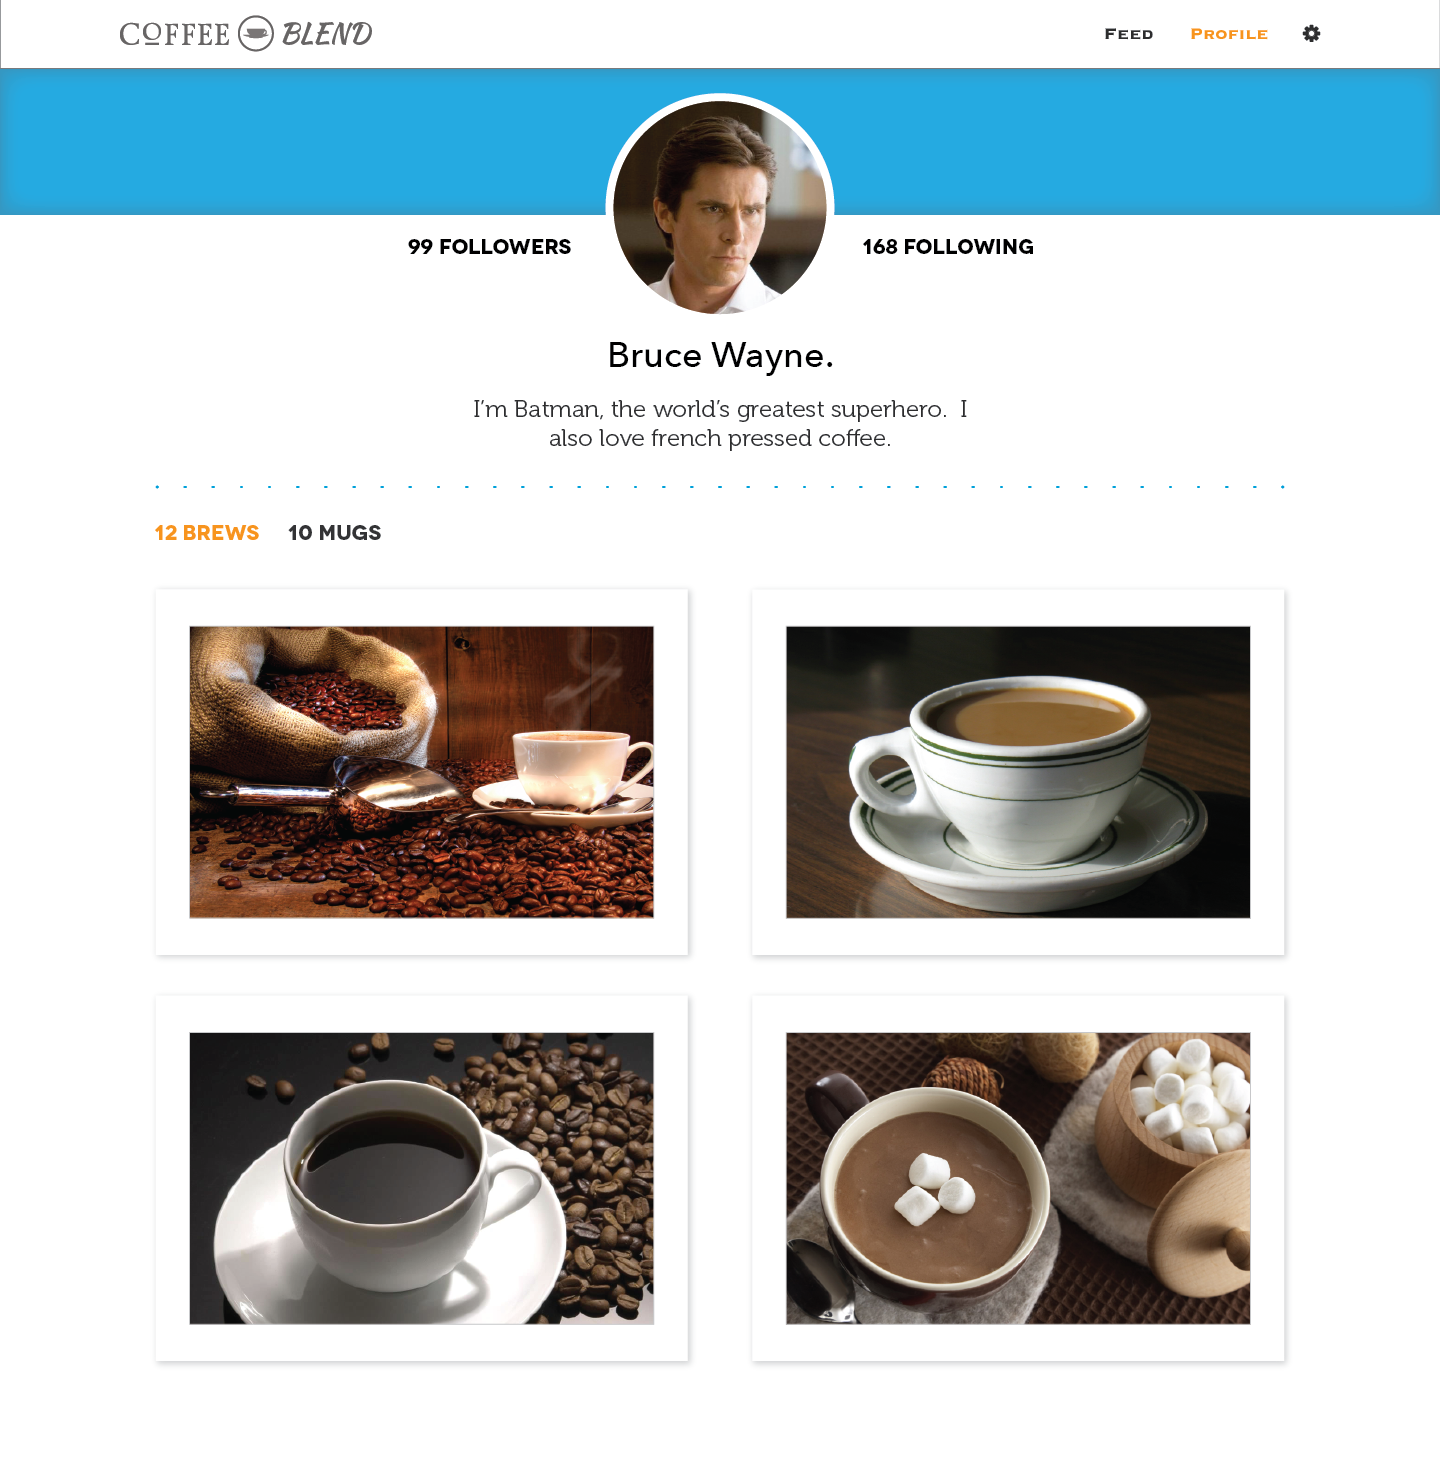 COFFEE BLEND
FEED PROFILE
99 FOLLOWERS
168 FOLLOWING
Bruce Wayne.
I'm Batman, the world's greatest superhero. I
also love french pressed coffee.
12 BREWS 10 MUGS